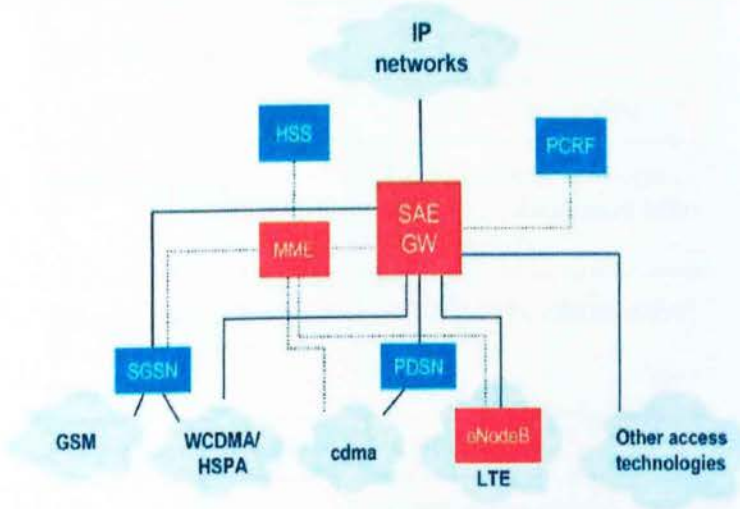 IP
networks
HSS
PCRF
SAE
GW
MME
SGSN
PDSN
GSM
WCDMA/
HSPA
cdma
eNodeB
LTE
Other access
technologies